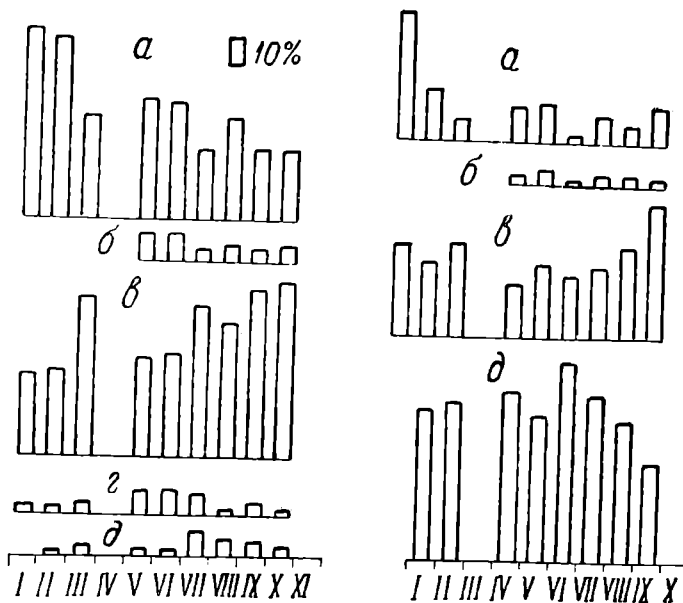 а 10%
б
в
г
д
I II III IV V VI VII VIII IX X XI
а
б
в
д
I II III IV V VI VII VIII IX X